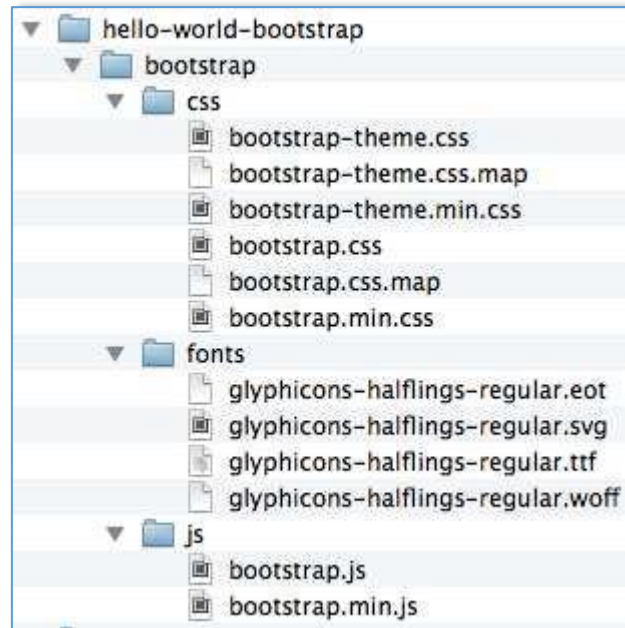 hello-world-bootstrap
bootstrap
css
bootstrap-theme.css
bootstrap-theme.css.map
bootstrap-theme.min.css
bootstrap.css
bootstrap.css.map
bootstrap.min.css
fonts
glyphicons-halflings-regular.eot
glyphicons-halflings-regular.svg
glyphicons-halflings-regular.ttf
glyphicons-halflings-regular.woff
js
bootstrap.js
bootstrap.min.js